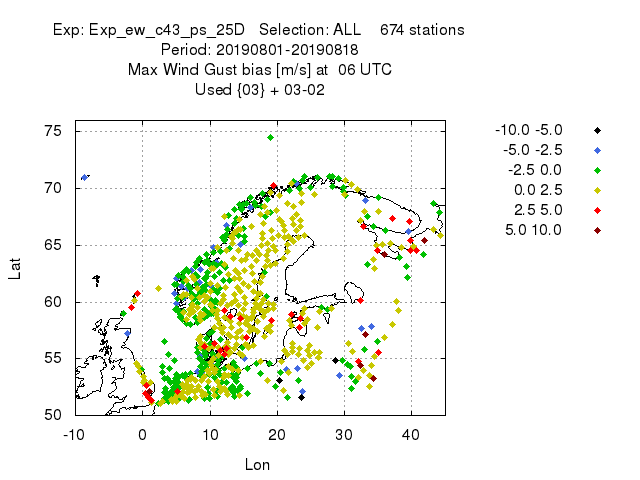 Exp: Exp_ew_c43_ps_25D   Selection: ALL    674 stations
Period: 20190801-20190818
Max Wind Gust bias [m/s] at  06 UTC
Used {03} + 03-02
-10.0 -5.0
-5.0 -2.5
-2.5 0.0
0.0 2.5
2.5 5.0
5.0 10.0
75
70
65
60
55
50
Lat
-10 0 10 20 30 40
Lon